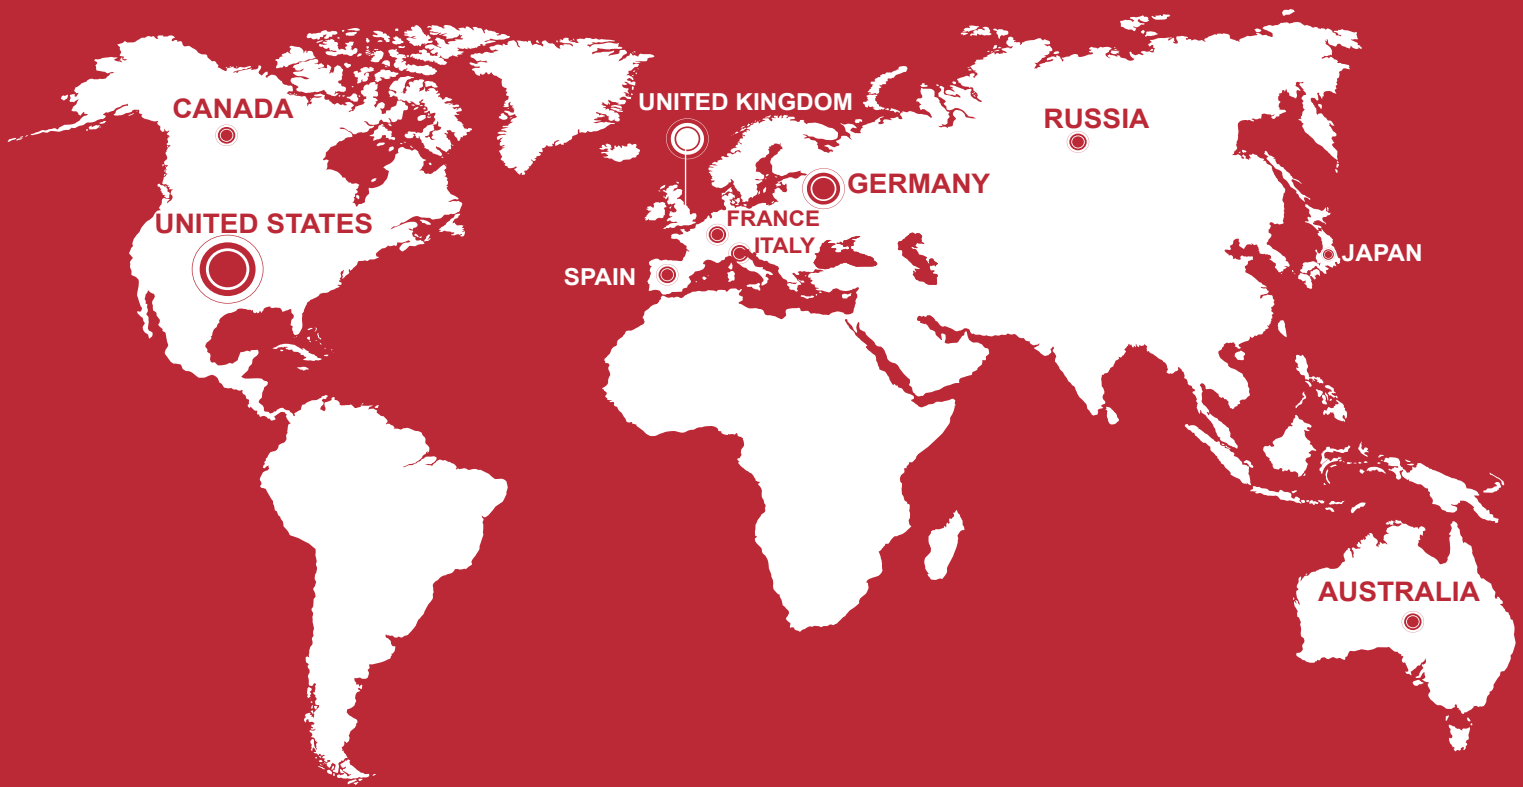 UNITED KINGDOM
CANADA
RUSSIA
GERMANY
FRANCE
UNITED STATES
ITALY
JAPAN
SPAIN
AUSTRALIA